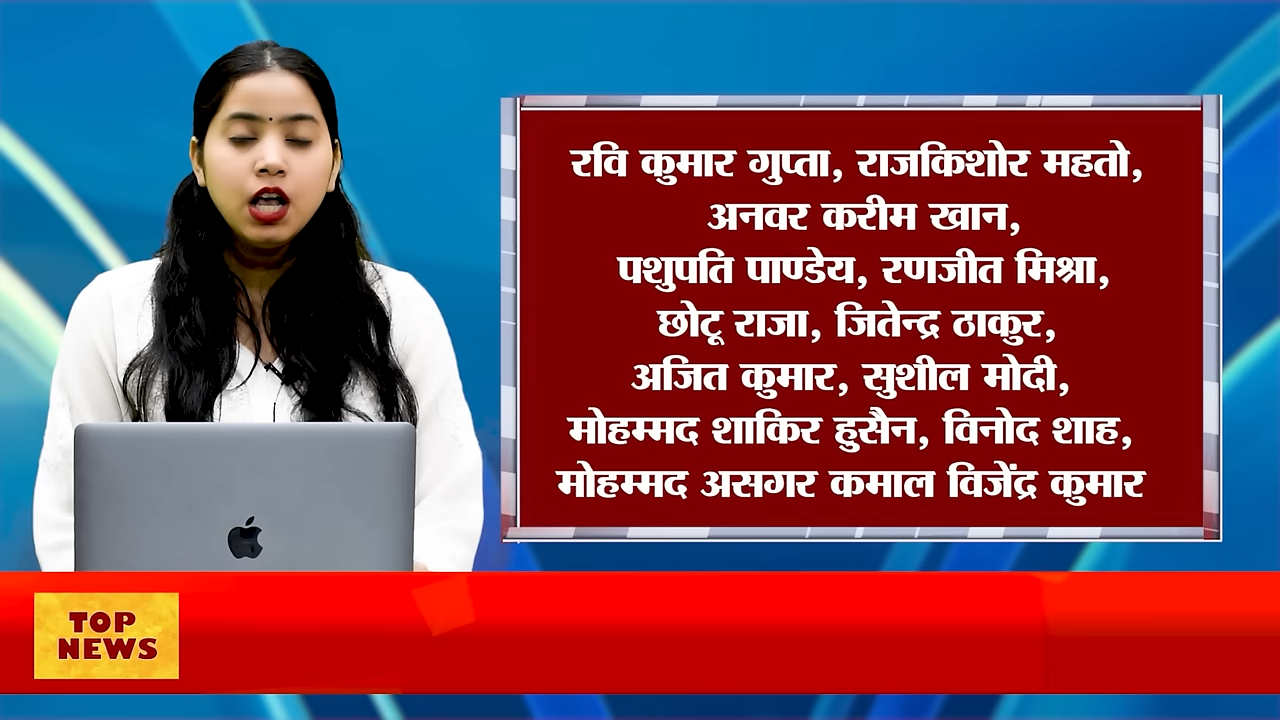 रवि कुमार गुप्ता, राजकिशोर महतो,
अनवर करीम खान,
पशुपति पाण्डेय, रणजीत मिश्रा,
छोटू राजा, जितेन्द्र ठाकुर,
अजित कुमार, सुशील मोदी,
मोहम्मद शाकिर हुसैन, विनोद शाह,
मोहम्मद असगर कमाल विजेंद्र कुमार
TOP
NEWS